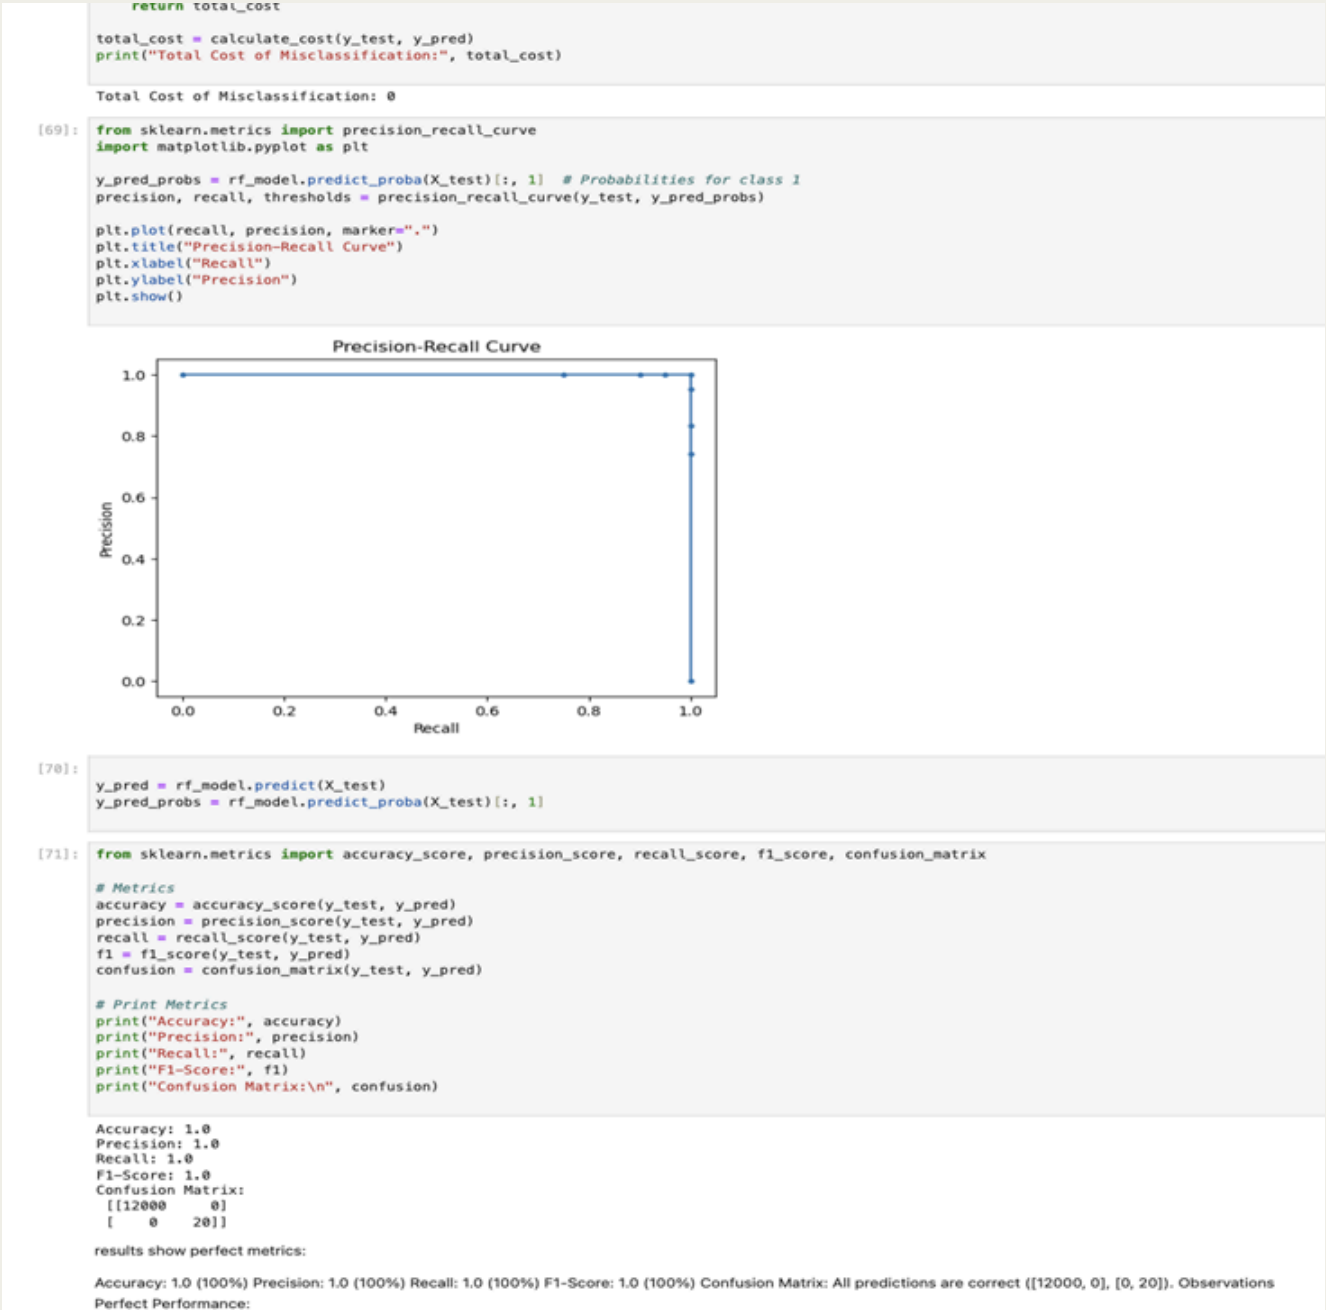 return total_cost
total_cost = calculate_cost(y_test, y_pred)
print("Total Cost of Misclassification:", total_cost)
Total Cost of Misclassification: 0
[69]:
from sklearn.metrics import precision_recall_curve
import matplotlib.pyplot as plt
y_pred_probs = rf_model.predict_proba(X_test)[:, 1]  # Probabilities for class 1
precision, recall, thresholds = precision_recall_curve(y_test, y_pred_probs)
plt.plot(recall, precision, marker=".")
plt.title("Precision-Recall Curve")
plt.xlabel("Recall")
plt.ylabel("Precision")
plt.show()
Precision-Recall Curve
1.0
0.8
0.6
0.4
0.2
0.0
Precision
0.0 0.2 0.4 0.6 0.8 1.0
Recall
[70]:
y_pred = rf_model.predict(X_test)
y_pred_probs = rf_model.predict_proba(X_test)[:, 1]
[71]:
from sklearn.metrics import accuracy_score, precision_score, recall_score, f1_score, confusion_matrix
# Metrics
accuracy = accuracy_score(y_test, y_pred)
precision = precision_score(y_test, y_pred)
recall = recall_score(y_test, y_pred)
f1 = f1_score(y_test, y_pred)
confusion = confusion_matrix(y_test, y_pred)
# Print Metrics
print("Accuracy:", accuracy)
print("Precision:", precision)
print("Recall:", recall)
print("F1-Score:", f1)
print("Confusion Matrix:\n", confusion)
Accuracy: 1.0
Precision: 1.0
Recall: 1.0
F1-Score: 1.0
Confusion Matrix:
[[12000     0]
[    0    20]]
results show perfect metrics:
Accuracy: 1.0 (100%) Precision: 1.0 (100%) Recall: 1.0 (100%) F1-Score: 1.0 (100%) Confusion Matrix: All predictions are correct ([12000, 0], [0, 20]). Observations
Perfect Performance: